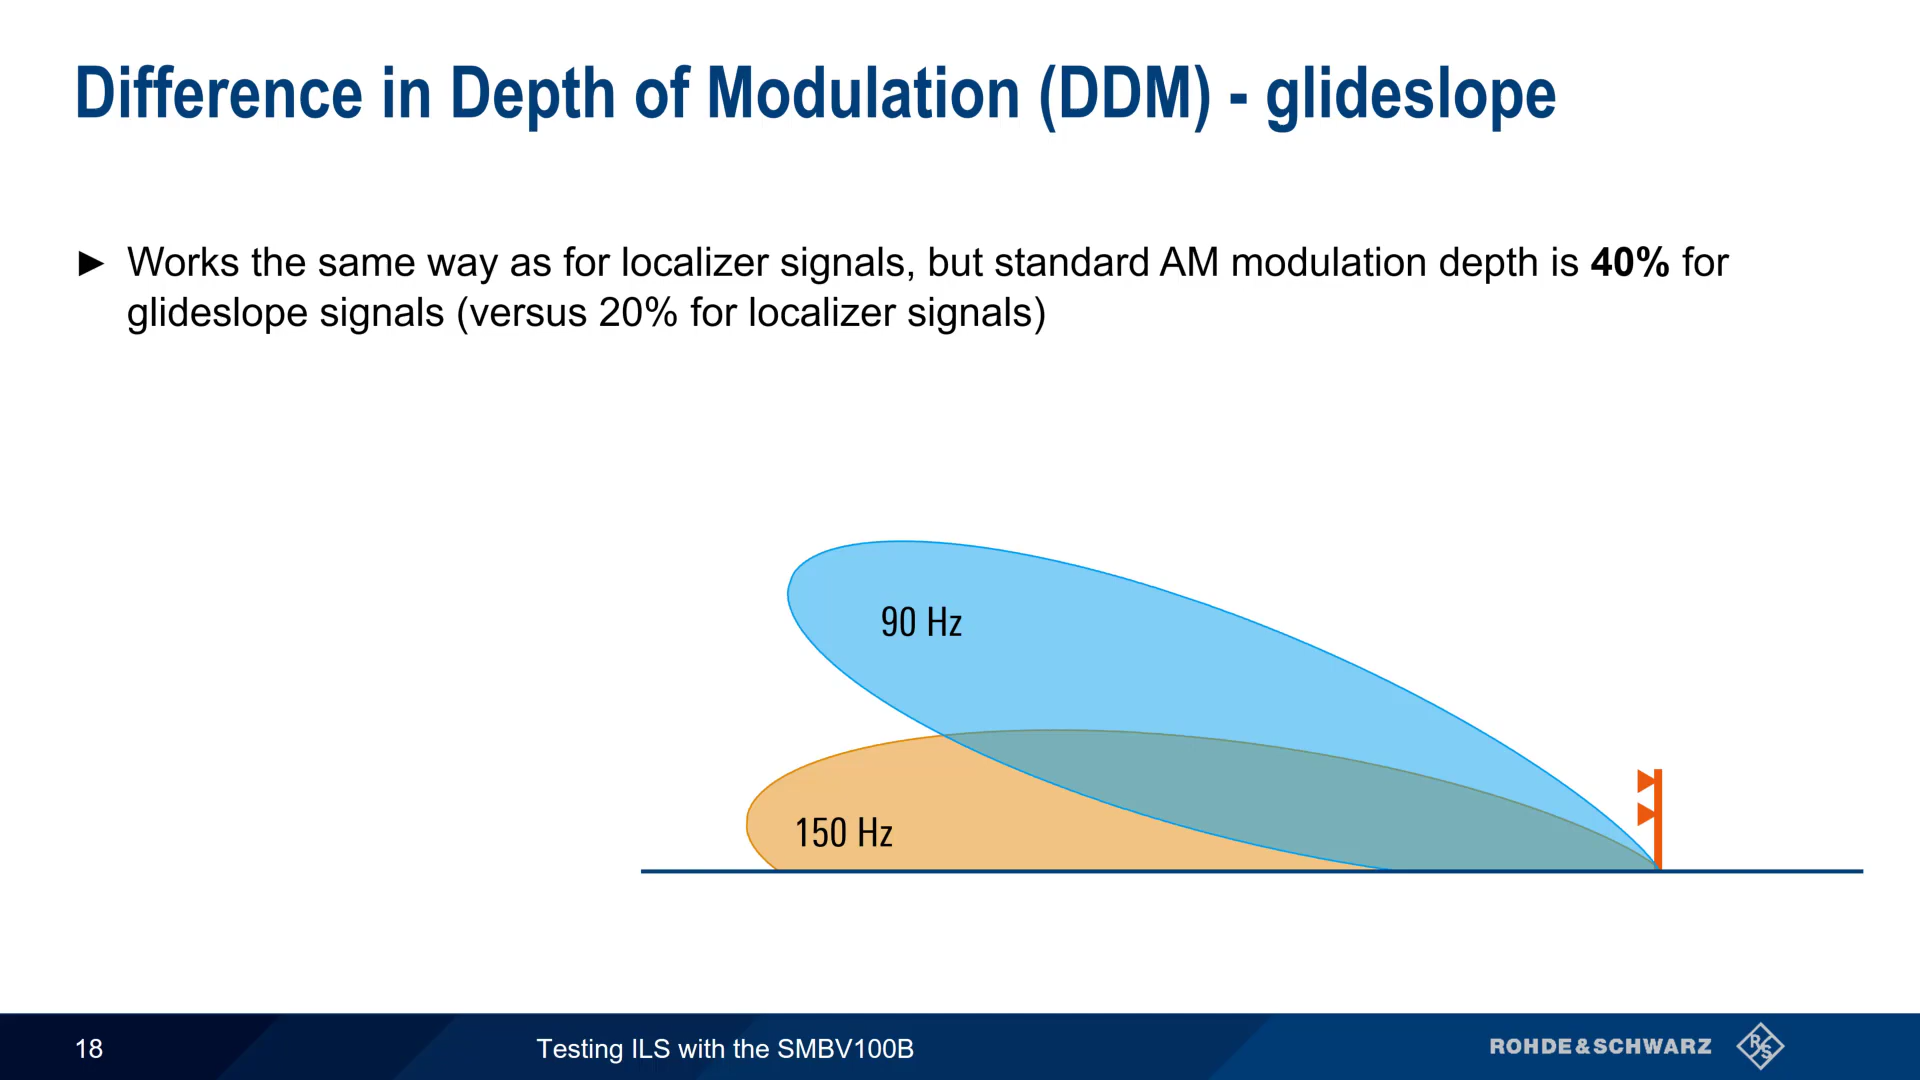 Difference in Depth of Modulation (DDM) - glideslope
► Works the same way as for localizer signals, but standard AM modulation depth is 40% for
glideslope signals (versus 20% for localizer signals)
90 Hz
150 Hz
18
Testing ILS with the SMBV100B
ROHDE&SCHWARZ
R&S